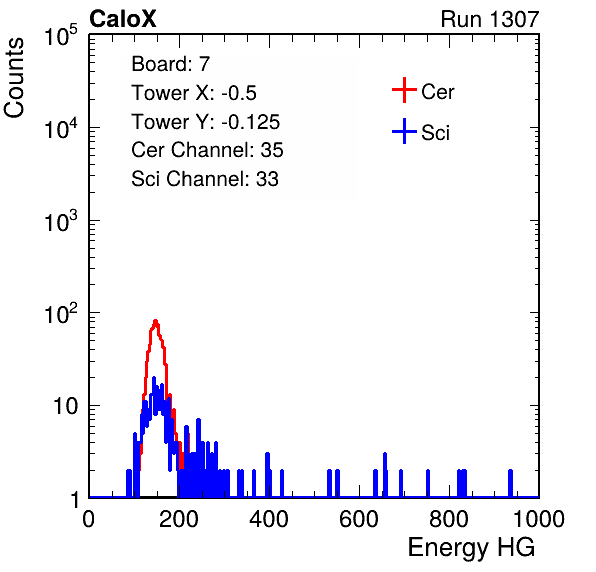 CaloX Run 1307
Counts
Board: 7
Tower X: -0.5
Tower Y: -0.125
Cer Channel: 35
Sci Channel: 33
Cer
Sci
10^5
10^4
10^3
10^2
10
1
0 200 400 600 800 1000
Energy HG